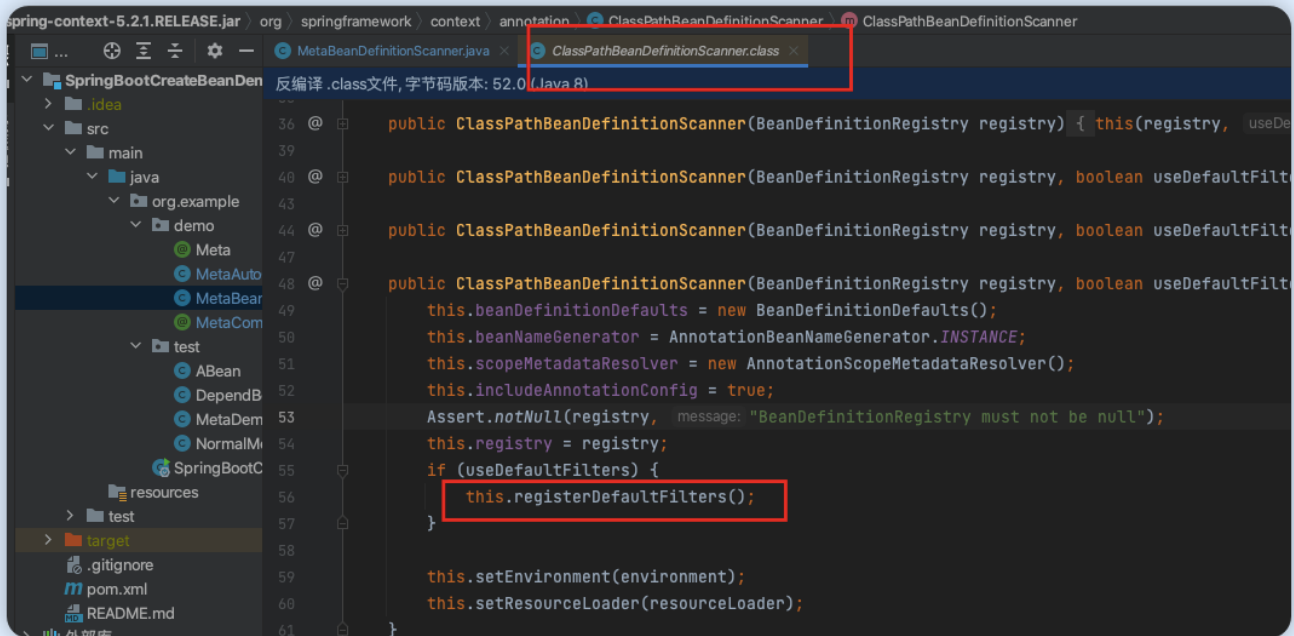 spring-context-5.2.1.RELEASE.jar org springframework context annotation ClassPathBeanDefinitionScanner ClassPathBeanDefinitionScanner
... MetaBeanDefinitionScanner.java ClassPathBeanDefinitionScanner.class
SpringBootCreateBeanDem
反编译 .class文件, 字节码版本: 52.0 (Java 8)
.idea
src
main
java
org.example
demo
Meta
MetaAuto
MetaBear
MetaCom
test
ABean
DependB
MetaDem
NormalMe
SpringBootC
resources
test
target
.gitignore
pom.xml
README.md
外部库
36 @ public ClassPathBeanDefinitionScanner(BeanDefinitionRegistry registry) { this(registry, useDe
39
40 @ public ClassPathBeanDefinitionScanner(BeanDefinitionRegistry registry, boolean useDefaultFilt
43
44 @ public ClassPathBeanDefinitionScanner(BeanDefinitionRegistry registry, boolean useDefaultFilt
47
48 @ public ClassPathBeanDefinitionScanner(BeanDefinitionRegistry registry, boolean useDefaultFilt
49 this.beanDefinitionDefaults = new BeanDefinitionDefaults();
50 this.beanNameGenerator = AnnotationBeanNameGenerator.INSTANCE;
51 this.scopeMetadataResolver = new AnnotationScopeMetadataResolver();
52 this.includeAnnotationConfig = true;
53 Assert.notNull(registry, message: "BeanDefinitionRegistry must not be null");
54 this.registry = registry;
55 if (useDefaultFilters) {
56 this.registerDefaultFilters();
57 }
58
59 this.setEnvironment(environment);
60 this.setResourceLoader(resourceLoader);
61 }